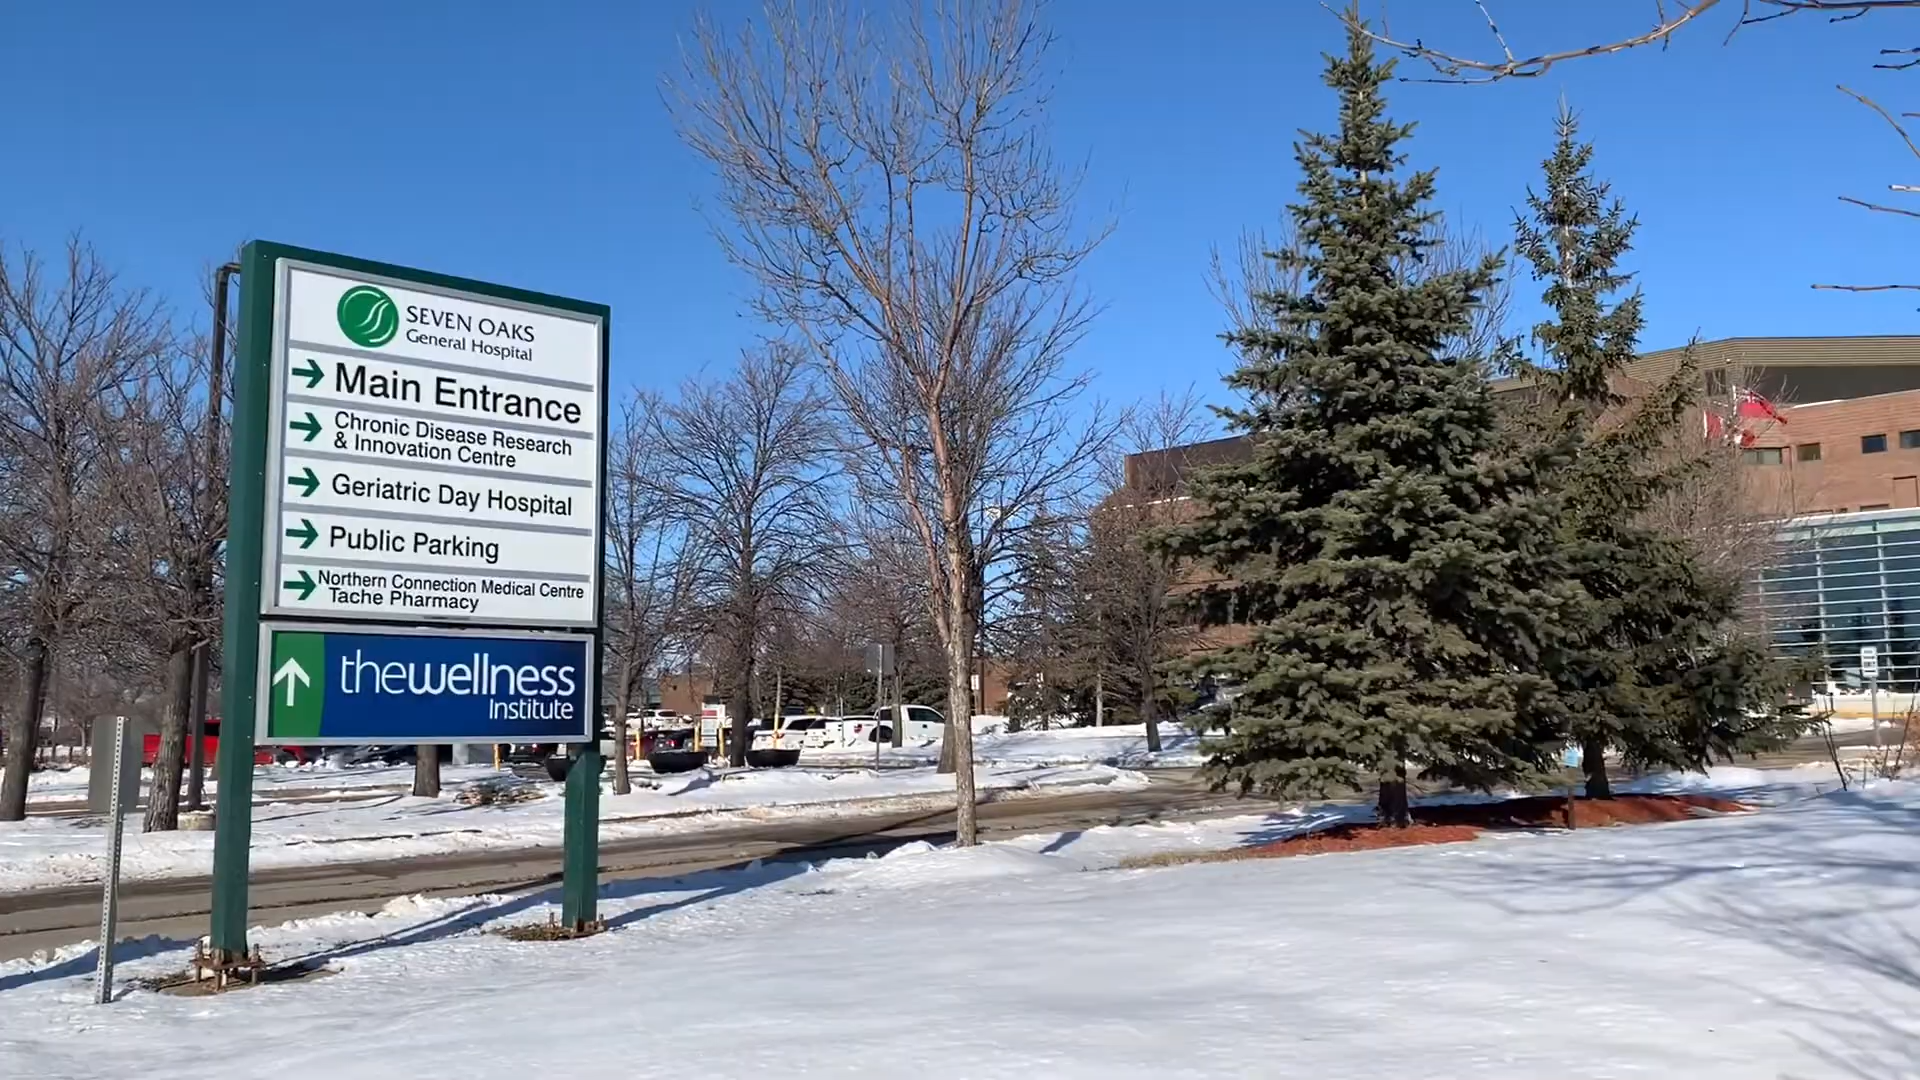 SEVEN OAKS
General Hospital
Main Entrance
Chronic Disease Research
& Innovation Centre
Geriatric Day Hospital
Public Parking
Northern Connection Medical Centre
Tache Pharmacy
thewellness
Institute